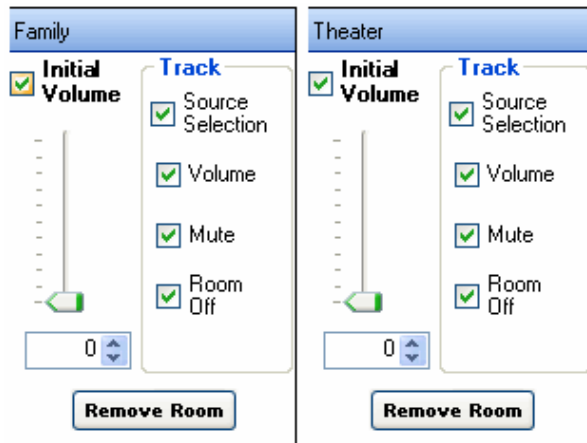 Family
Initial
Volume
Track
Source
Selection
Volume
Mute
Room
Off
0
Remove Room
Theater
Initial
Volume
Track
Source
Selection
Volume
Mute
Room
Off
0
Remove Room